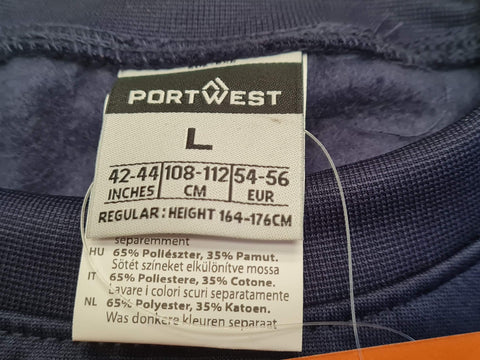 PORTWEST
L
42-44 108-112 54-56
INCHES CM EUR
REGULAR: HEIGHT 164-176CM
separemment
HU 65% Poliészter, 35% Pamut.
Sötét színeket elkülönítve mossa
IT 65% Poliestere, 35% Cotone.
Lavare i colori scuri separatamente
NL 65% Polyester, 35% Katoen.
Was donkere kleuren separaat